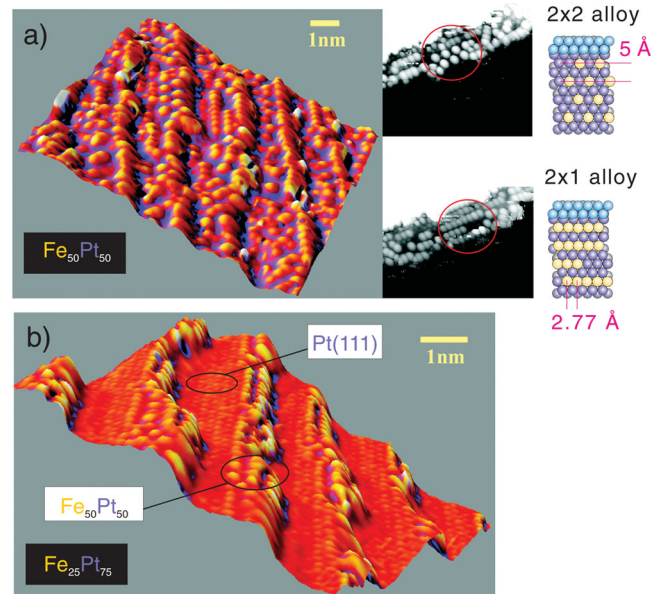 a)
1nm
2x2 alloy
5 Å
2x1 alloy
2.77 Å
Fe50Pt50
b)
Pt(111)
1nm
Fe50Pt50
Fe25Pt75